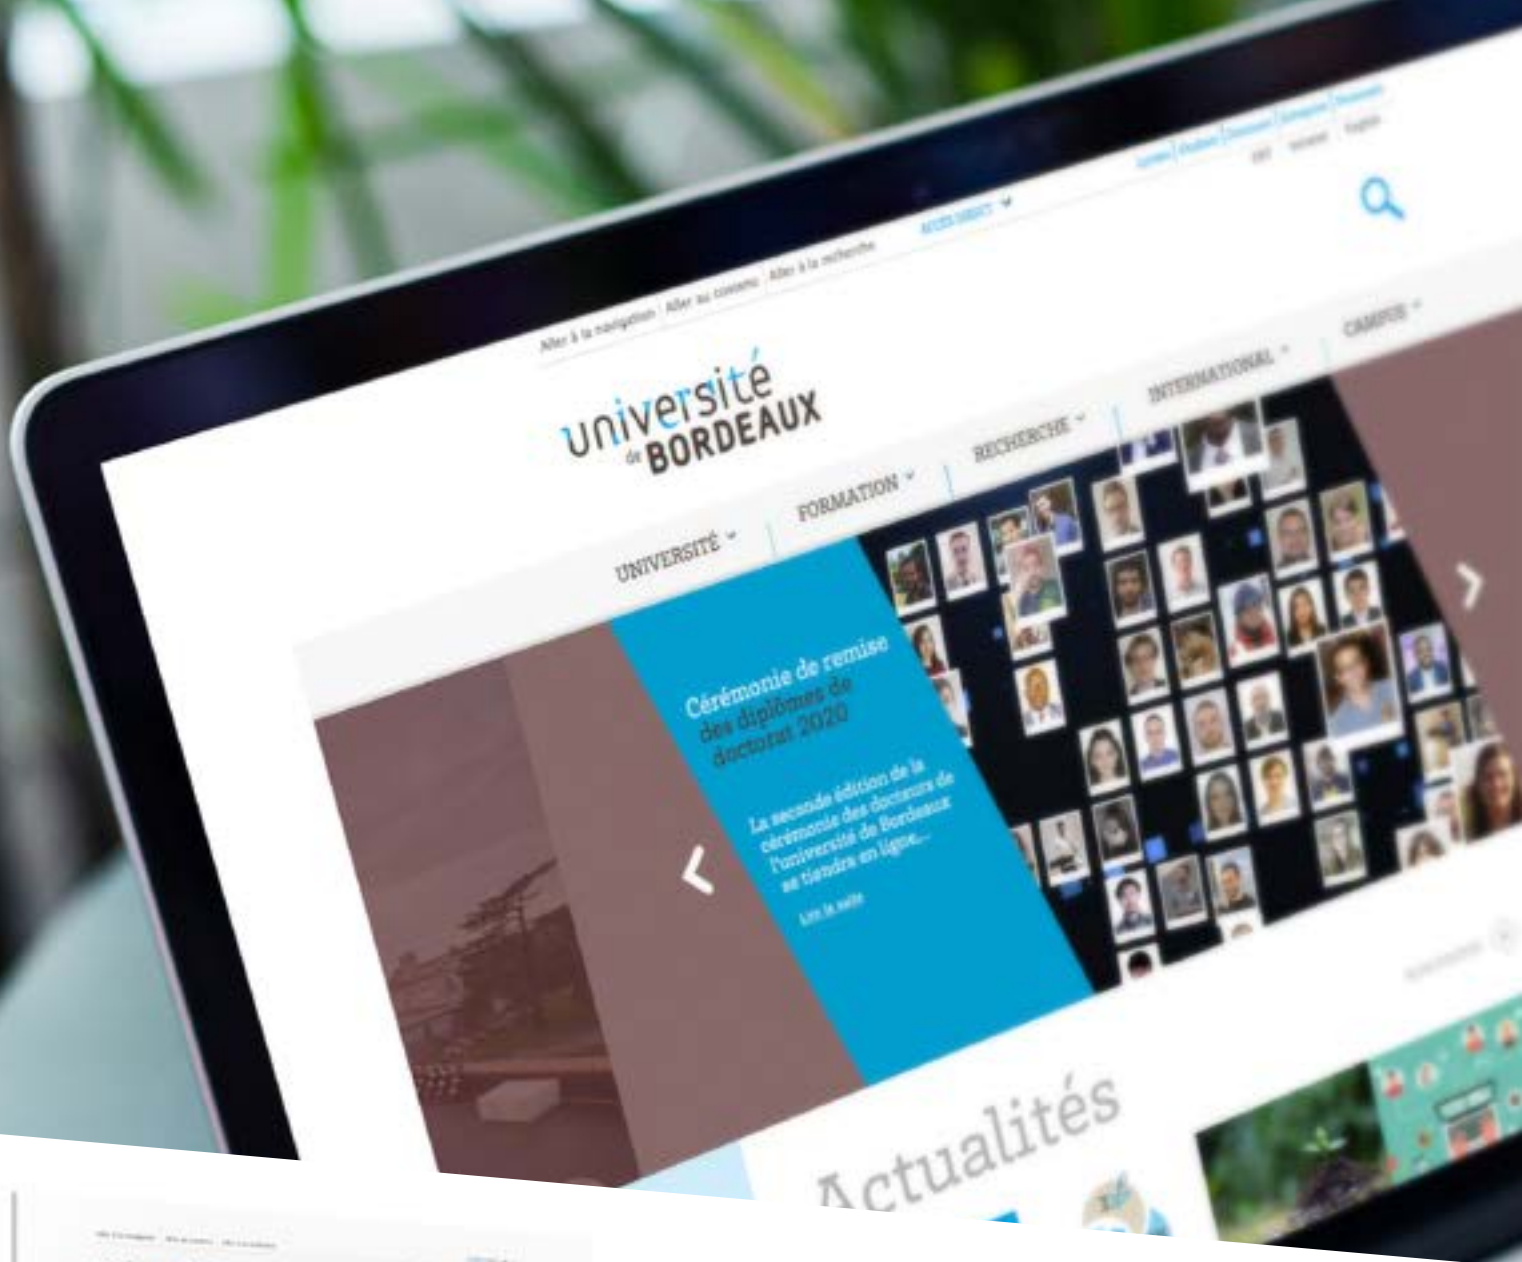 Aller à la navigation Aller au contenu Aller à la recherche
ACCÈS DIRECT
université
de BORDEAUX
UNIVERSITÉ
FORMATION
RECHERCHE
INTERNATIONAL
CAMPUS
Cérémonie de remise
des diplômes de
doctorat 2020
La seconde édition de la
cérémonie des docteurs de
l'université de Bordeaux
se tiendra en ligne...
Lire la suite
Actualités